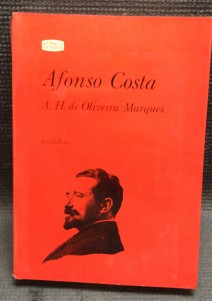 Afonso Costa
A. H. de Oliveira Marques
arcádia